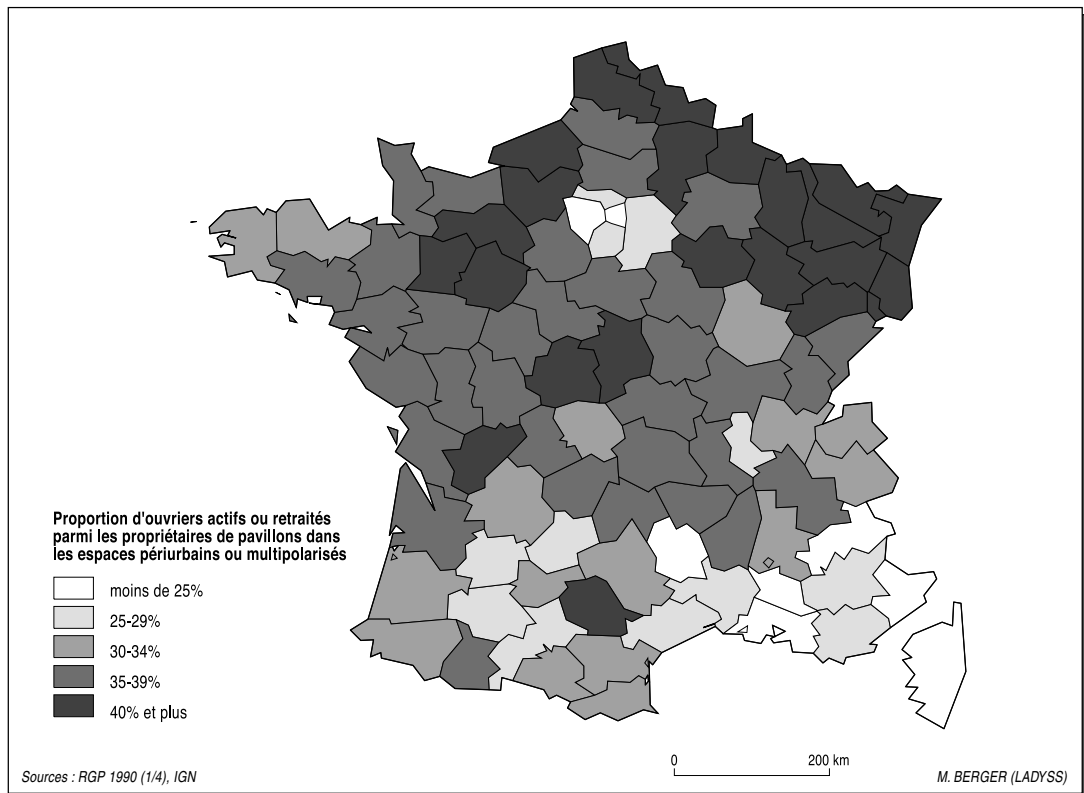 Proportion d'ouvriers actifs ou retraités
parmi les propriétaires de pavillons dans
les espaces périurbains ou multipolarisés
moins de 25%
25-29%
30-34%
35-39%
40% et plus
0 200 km
Sources : RGP 1990 (1/4), IGN
M. BERGER (LADYSS)